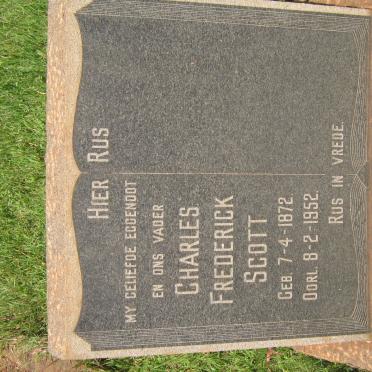 HIER RUS
MY GELIEFDE EGGENOOT
EN ONS VADER
CHARLES
FREDERICK
SCOTT
GEB. 7-4-1872.
OORL. 8-2-1952.
RUS IN VREDE.